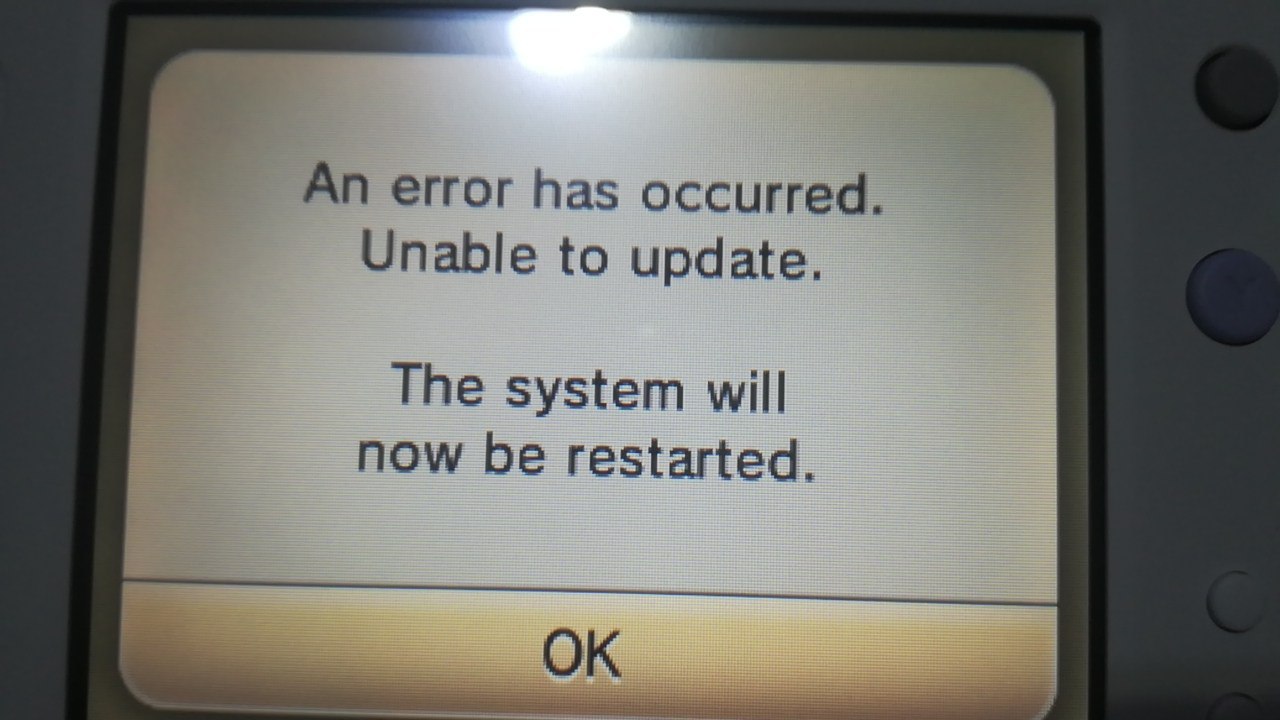 An error has occurred.
Unable to update.
The system will
now be restarted.
OK